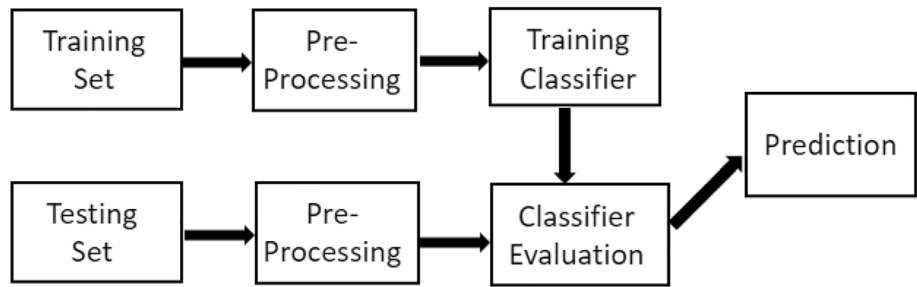 Training
Set
Pre-
Processing
Training
Classifier
Prediction
Testing
Set
Pre-
Processing
Classifier
Evaluation